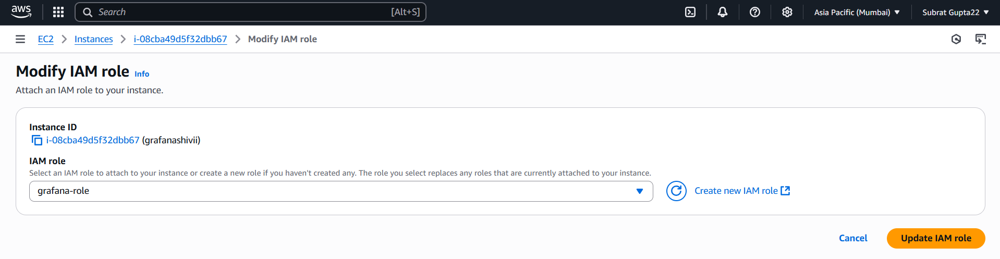 aws Search [Alt+S] Asia Pacific (Mumbai) Subrat Gupta22
EC2 Instances i-08cba49d5f32dbb67 Modify IAM role
Modify IAM role Info
Attach an IAM role to your instance.
Instance ID
i-08cba49d5f32dbb67 (grafanashivii)
IAM role
Select an IAM role to attach to your instance or create a new role if you haven't created any. The role you select replaces any roles that are currently attached to your instance.
grafana-role Create new IAM role
Cancel Update IAM role